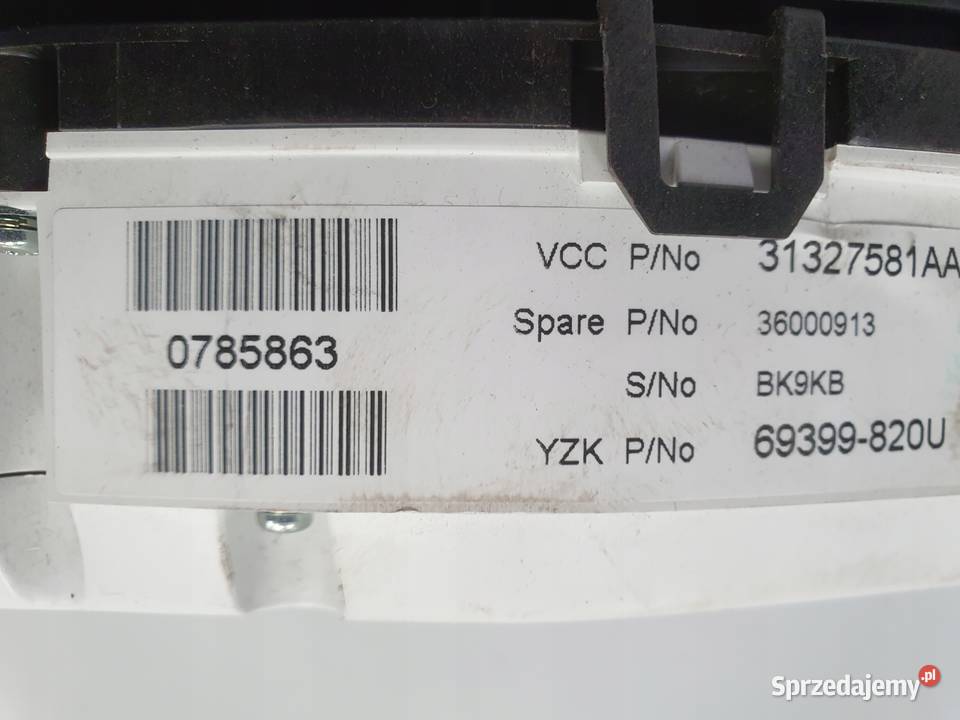 VCC P/No 31327581AA
0785863
Spare P/No 36000913
S/No BK9KB
YZK P/No 69399-820U
Sprzedajemy.pl